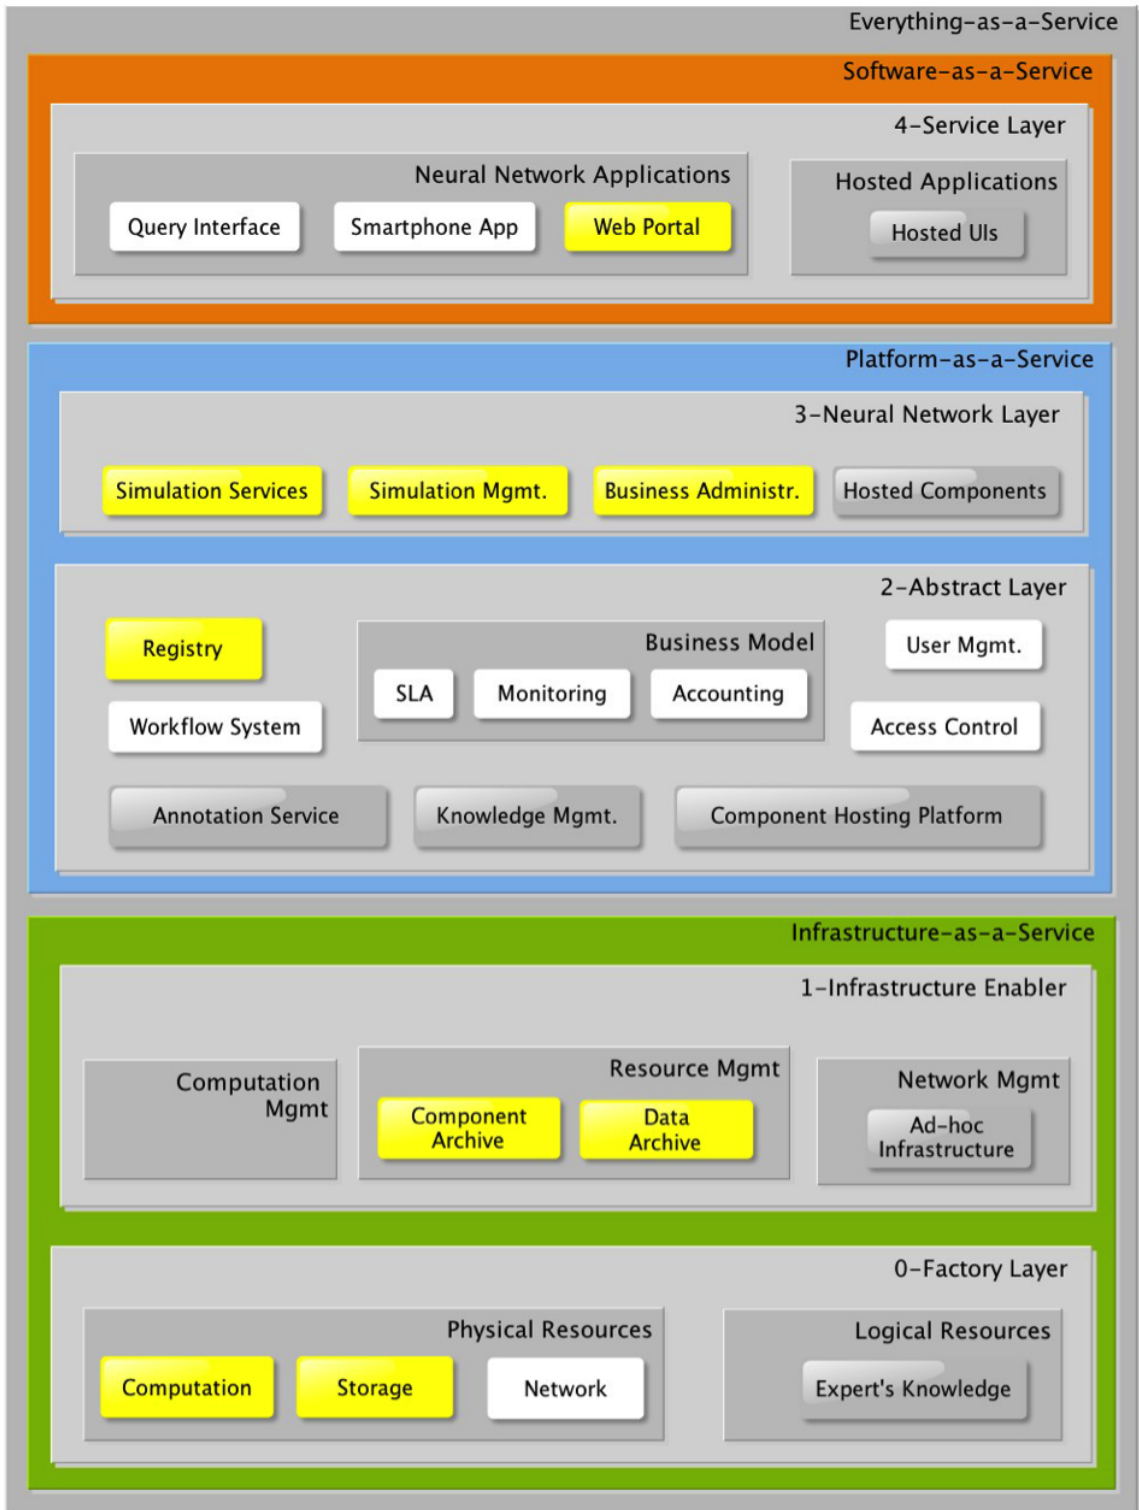 Everything-as-a-Service
Software-as-a-Service
4-Service Layer
Neural Network Applications
Query Interface
Smartphone App
Web Portal
Hosted Applications
Hosted UIs
Platform-as-a-Service
3-Neural Network Layer
Simulation Services
Simulation Mgmt.
Business Administr.
Hosted Components
2-Abstract Layer
Registry
Business Model
User Mgmt.
SLA
Monitoring
Accounting
Workflow System
Access Control
Annotation Service
Knowledge Mgmt.
Component Hosting Platform
Infrastructure-as-a-Service
1-Infrastructure Enabler
Computation
Mgmt
Resource Mgmt
Component
Archive
Data
Archive
Network Mgmt
Ad-hoc
Infrastructure
0-Factory Layer
Physical Resources
Computation
Storage
Network
Logical Resources
Expert's Knowledge